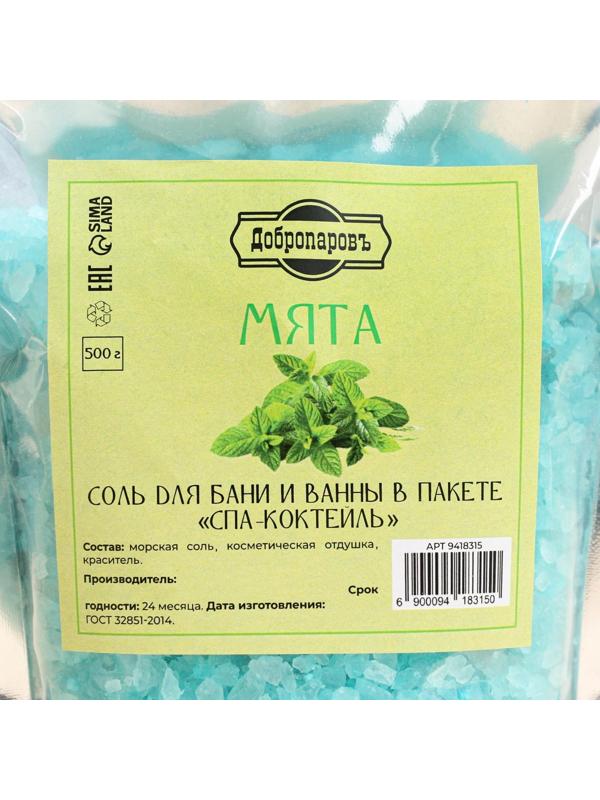 Добропаровъ
SIMA
LAND
EAC
500 г
МЯТА
СОЛЬ ДЛЯ БАНИ И ВАННЫ В ПАКЕТЕ
«СПА-КОКТЕЙЛЬ»
Состав: морская соль, косметическая отдушка,
краситель.
Производитель:
Срок
годности: 24 месяца. Дата изготовления:
ГОСТ 32851-2014.
АРТ 9418315
6 900094 183150